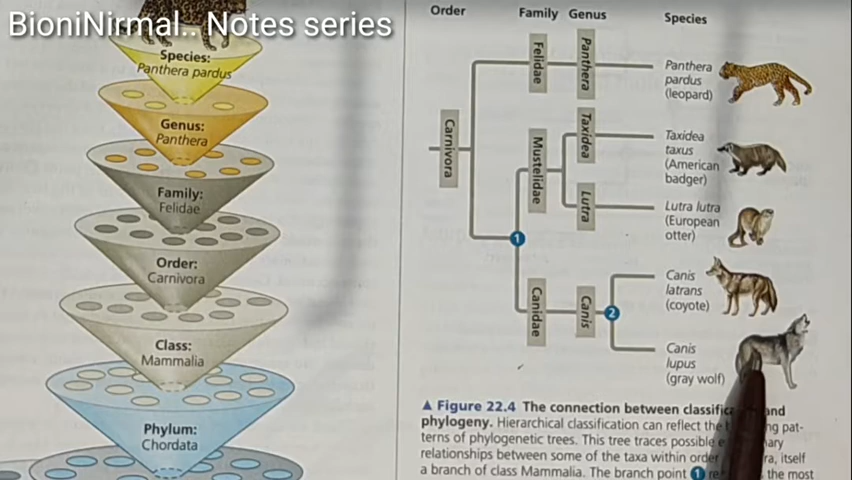 BioniNirmal.. Notes series
Species:
Panthera pardus
Genus:
Panthera
Family:
Felidae
Order:
Carnivora
Class:
Mammalia
Phylum:
Chordata
Order Family Genus Species
Carnivora
Felidae
Panthera
Panthera
pardus
(leopard)
Mustelidae
Taxidea
Taxidea
taxus
(American
badger)
Lutra
Lutra lutra
(European
otter)
1
Canidae
Canis
2
Canis
latrans
(coyote)
Canis
lupus
(gray wolf)
▲ Figure 22.4 The connection between and
phylogeny. Hierarchical classification can reflect the pat-
terns of phylogenetic trees. This tree traces possible
relationships between some of the taxa within order itself
a branch of class Mammalia. The branch point 1 the most